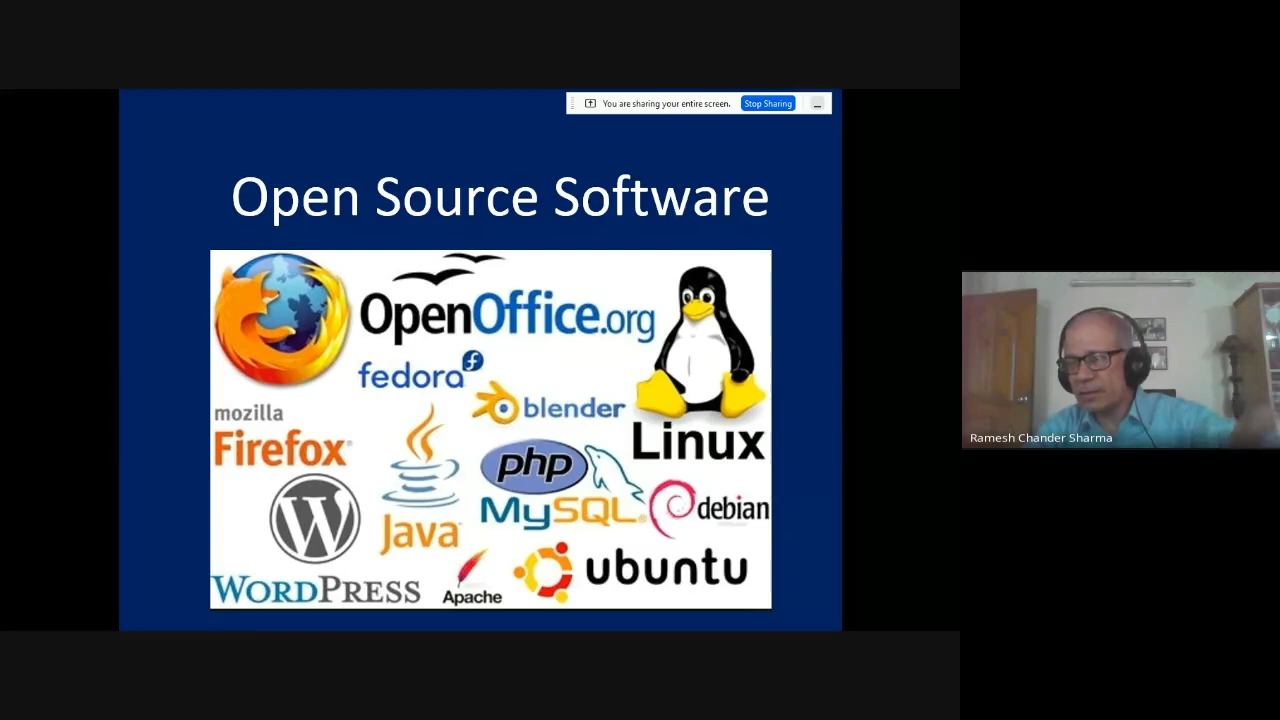 You are sharing your entire screen. Stop Sharing
Open Source Software
OpenOffice.org
fedora
mozilla
Firefox
blender
Linux
php
MySQL
debian
Java
WORDPRESS
Apache
ubuntu
Ramesh Chander Sharma